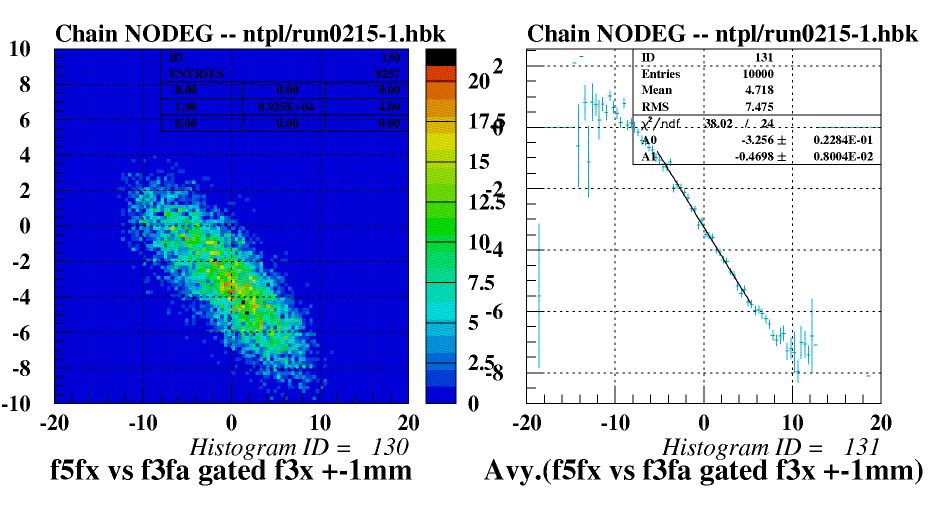 Chain NODEG -- ntpl/run0215-1.hbk
ID 130
ENTRIES 9257
0.00 0.00 0.00
1.00 0.925E+04 4.00
0.00 0.00 0.00
10
8
6
4
2
0
-2
-4
-6
-8
-10
-20 -10 0 10 20
20
17.5
15
12.5
10
7.5
5
2.5
0
Histogram ID = 130
f5fx vs f3fa gated f3x +-1mm
Chain NODEG -- ntpl/run0215-1.hbk
ID 131
Entries 10000
Mean 4.718
RMS 7.475
χ²/ndf 38.02 / 24
A0 -3.256 ± 0.2284E-01
A1 -0.4698 ± 0.8004E-02
2
0
-2
-4
-6
-8
-20 -10 0 10 20
Histogram ID = 131
Avy.(f5fx vs f3fa gated f3x +-1mm)